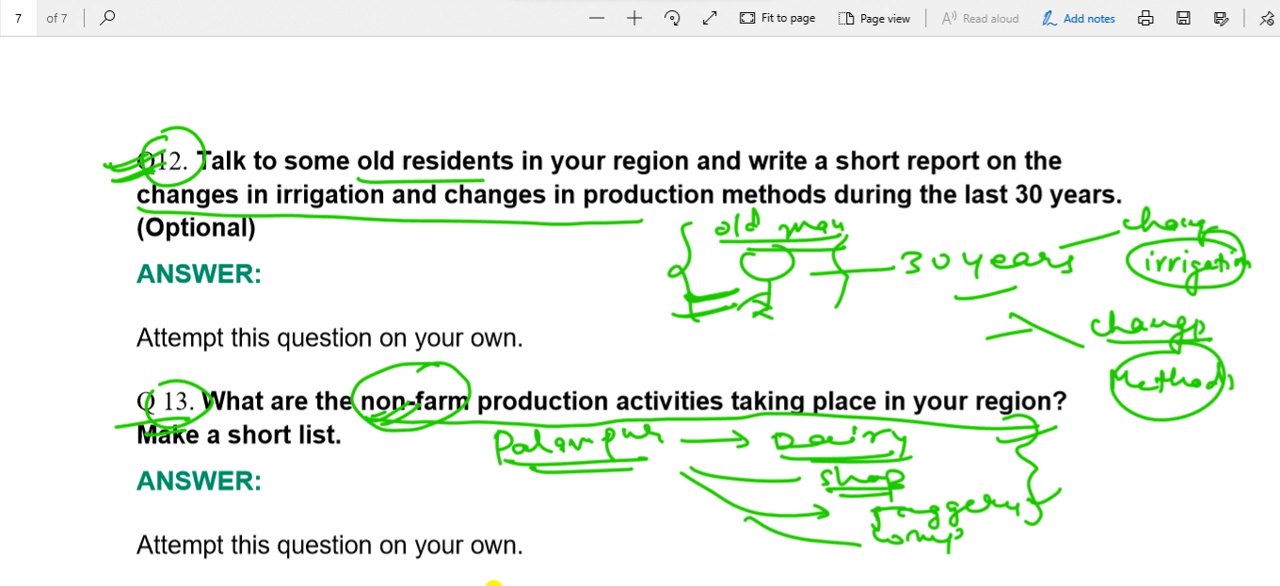 7 of 7 Fit to page Page view Read aloud Add notes
Q12. Talk to some old residents in your region and write a short report on the
changes in irrigation and changes in production methods during the last 30 years.
(Optional)
old man
30 years
change
irrigation
ANSWER:
Attempt this question on your own.
change
Methods
Q 13. What are the non-farm production activities taking place in your region?
Make a short list.
Palampur Dairy
shop
ANSWER:
Jaggery
comp
Attempt this question on your own.